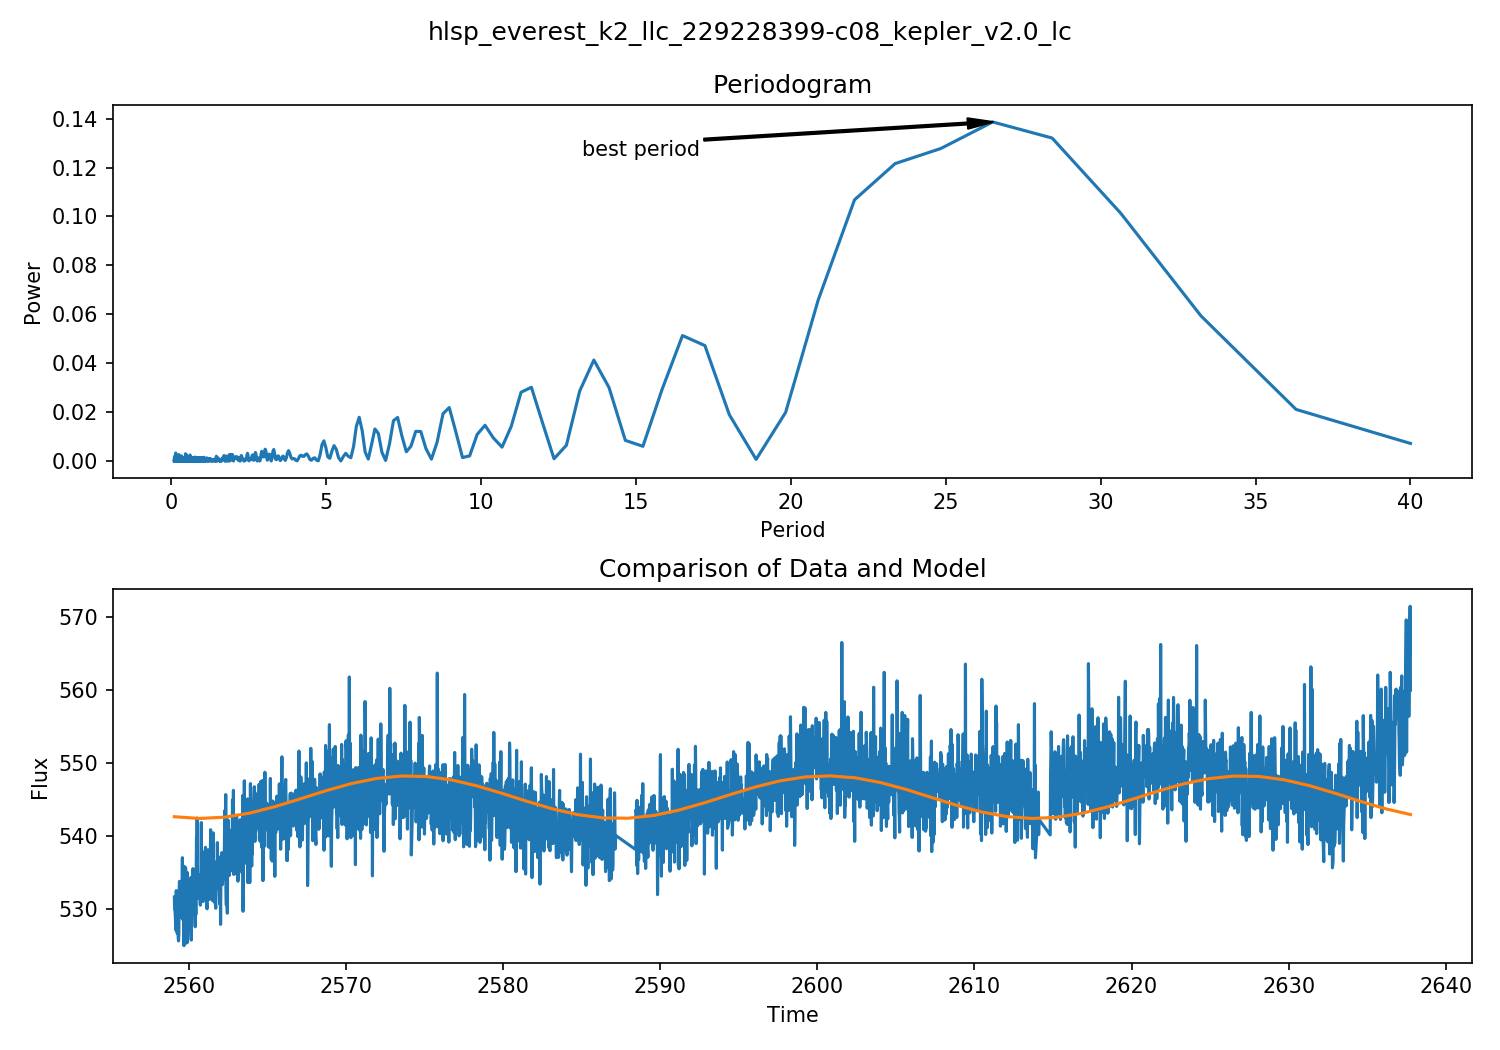 hlsp_everest_k2_llc_229228399-c08_kepler_v2.0_lc
Periodogram
0.14
0.12
0.10
0.08
0.06
0.04
0.02
0.00
Power
best period
0 5 10 15 20 25 30 35 40
Period
Comparison of Data and Model
570
560
550
540
530
Flux
2560 2570 2580 2590 2600 2610 2620 2630 2640
Time